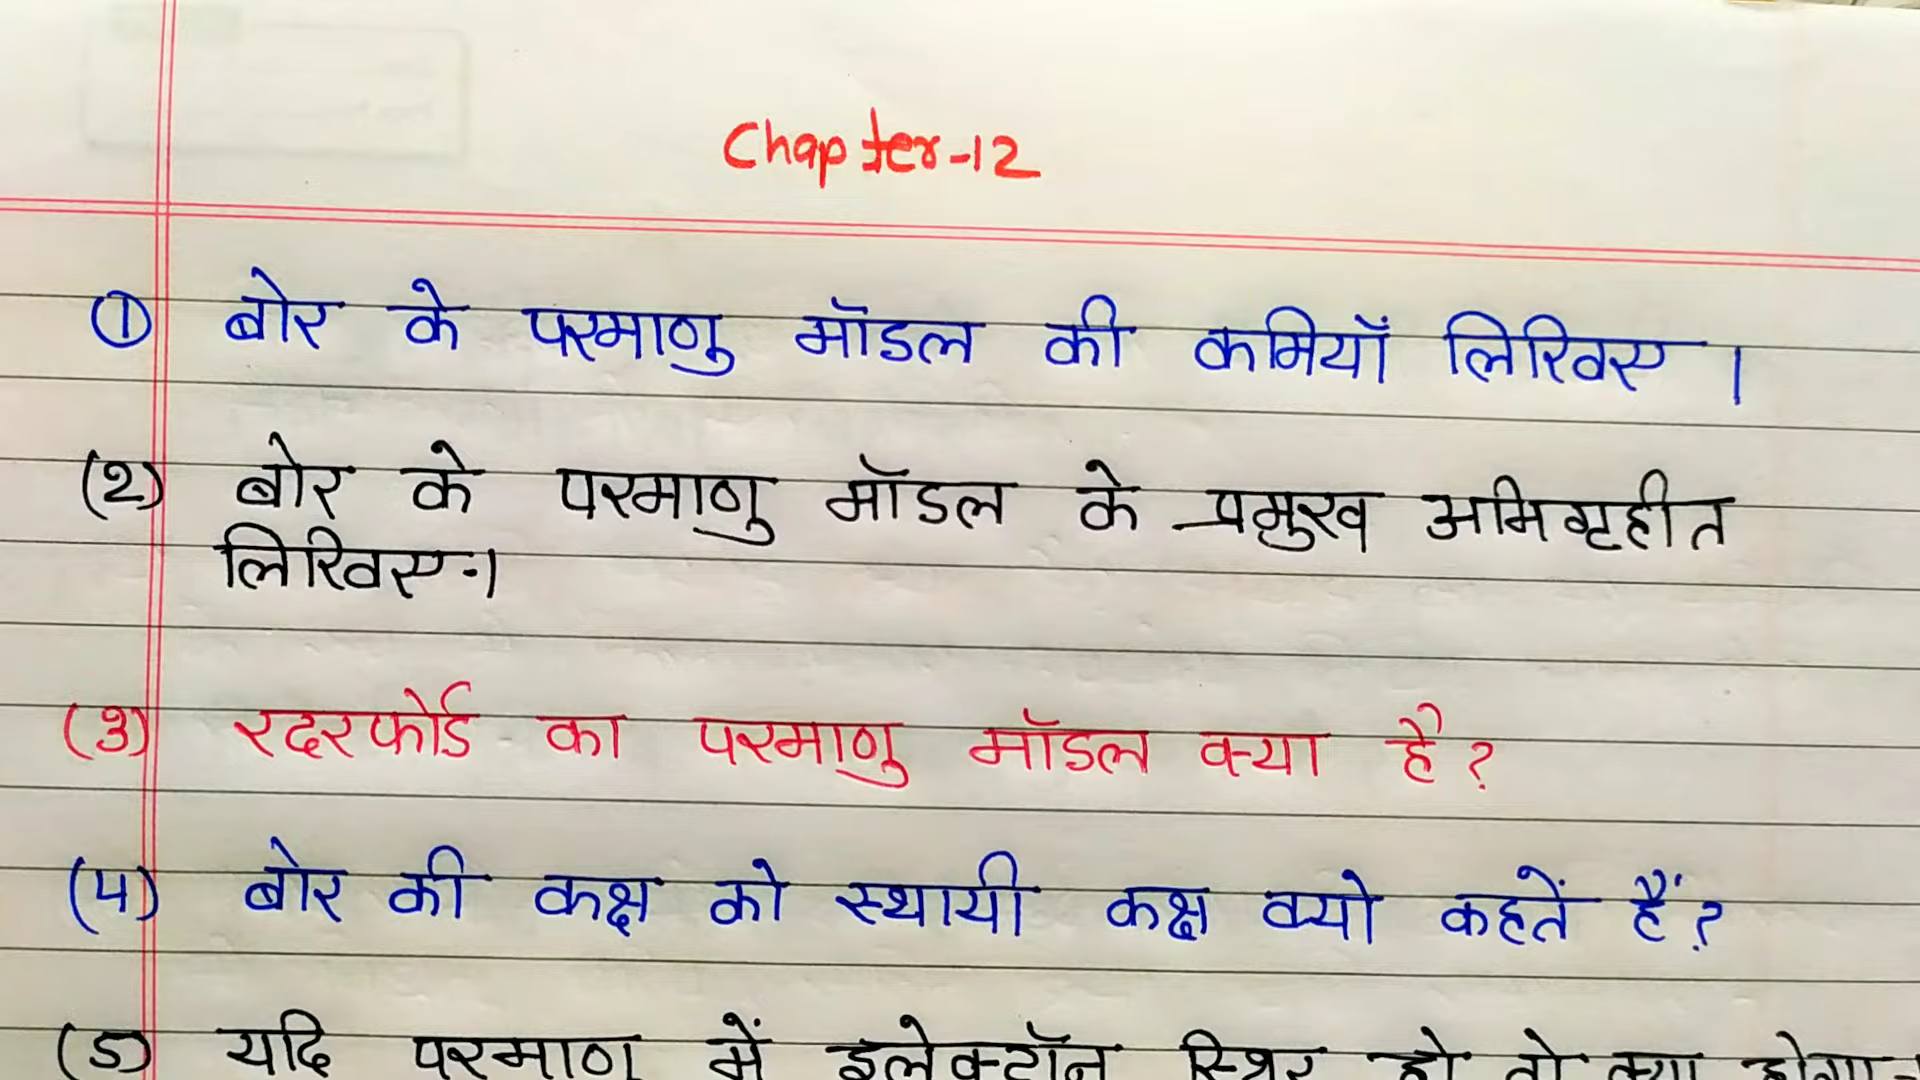 Chapter-12
① बोर के परमाणु मॉडल की कमियाँ लिखिए ।
(2) बोर के परमाणु मॉडल के प्रमुख अभिगृहीत
लिखिए-।
(3) रदरफोर्ड का परमाणु मॉडल क्या है?
(4) बोर की कक्ष को स्थायी कक्ष क्यो कहतें हैं?
(5) यदि परमाणु में इलेक्ट्रॉन स्थिर हो तो क्या होगा